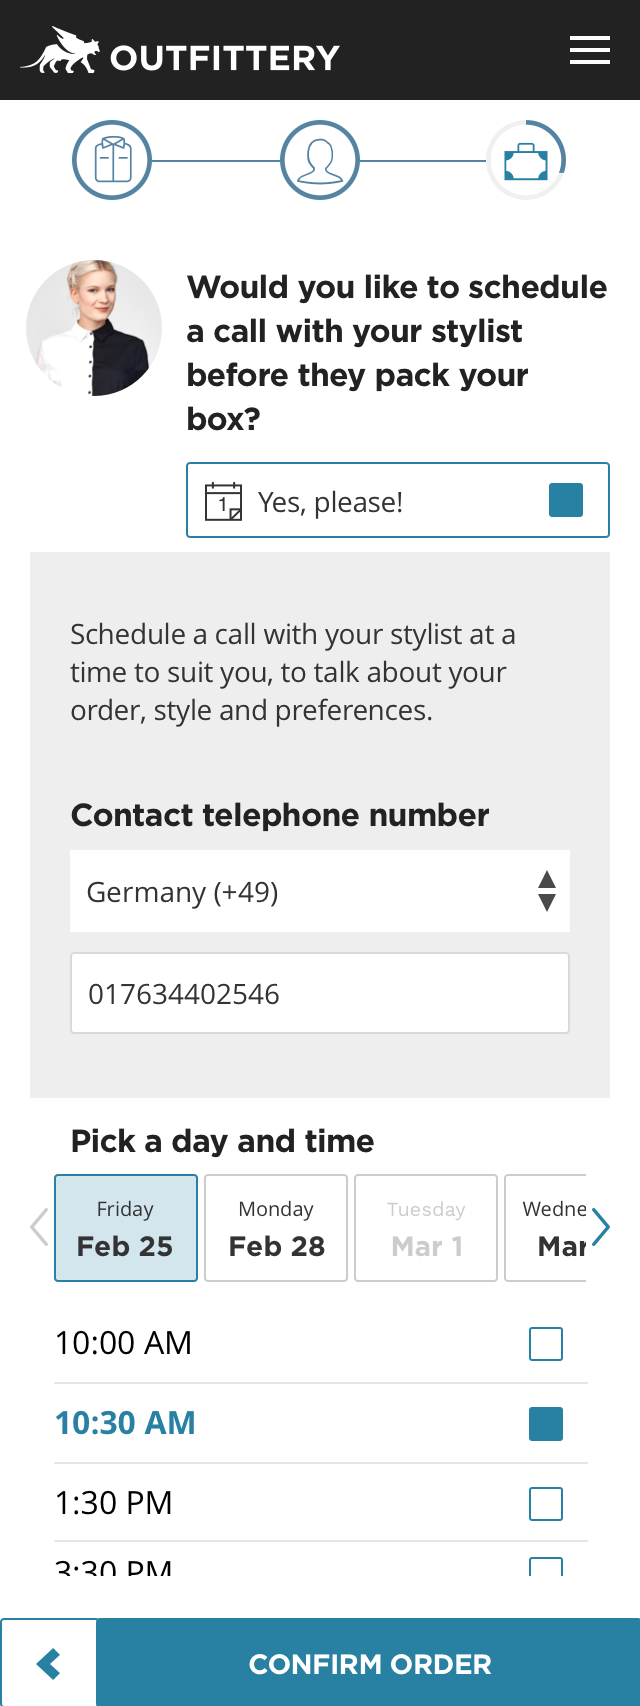 OUTFITTERY
Would you like to schedule
a call with your stylist
before they pack your
box?
1
Yes, please!
Schedule a call with your stylist at a
time to suit you, to talk about your
order, style and preferences.
Contact telephone number
Germany (+49)
017634402546
Pick a day and time
Friday
Feb 25
Monday
Feb 28
Tuesday
Mar 1
Wedne
Mar
10:00 AM
10:30 AM
1:30 PM
3:30 PM
CONFIRM ORDER